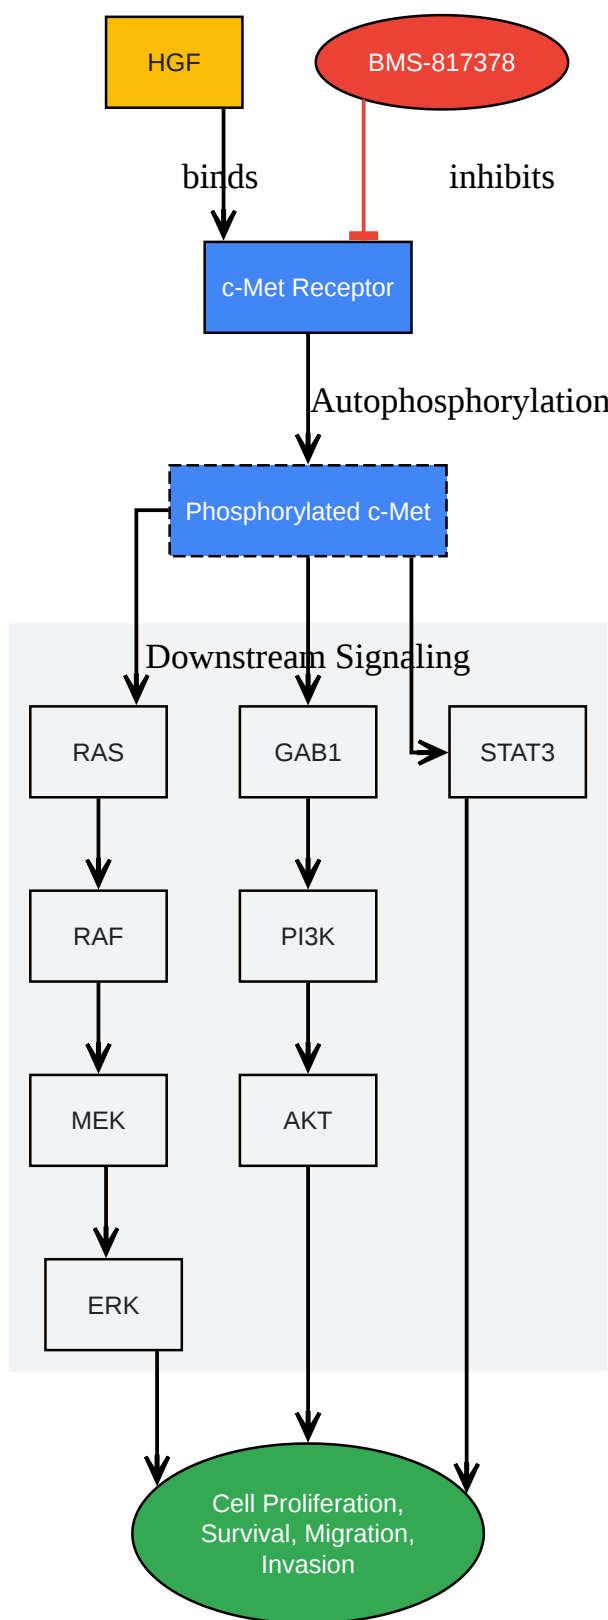 HGF
BMS-817378
binds
inhibits
c-Met Receptor
Autophosphorylation
Phosphorylated c-Met
Downstream Signaling
RAS
GAB1
STAT3
RAF
PI3K
MEK
AKT
ERK
Cell Proliferation,
Survival, Migration,
Invasion